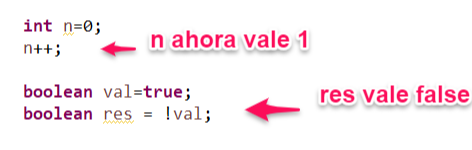 int n=0;
n++;
n ahora vale 1
boolean val=true;
boolean res = !val;
res vale false